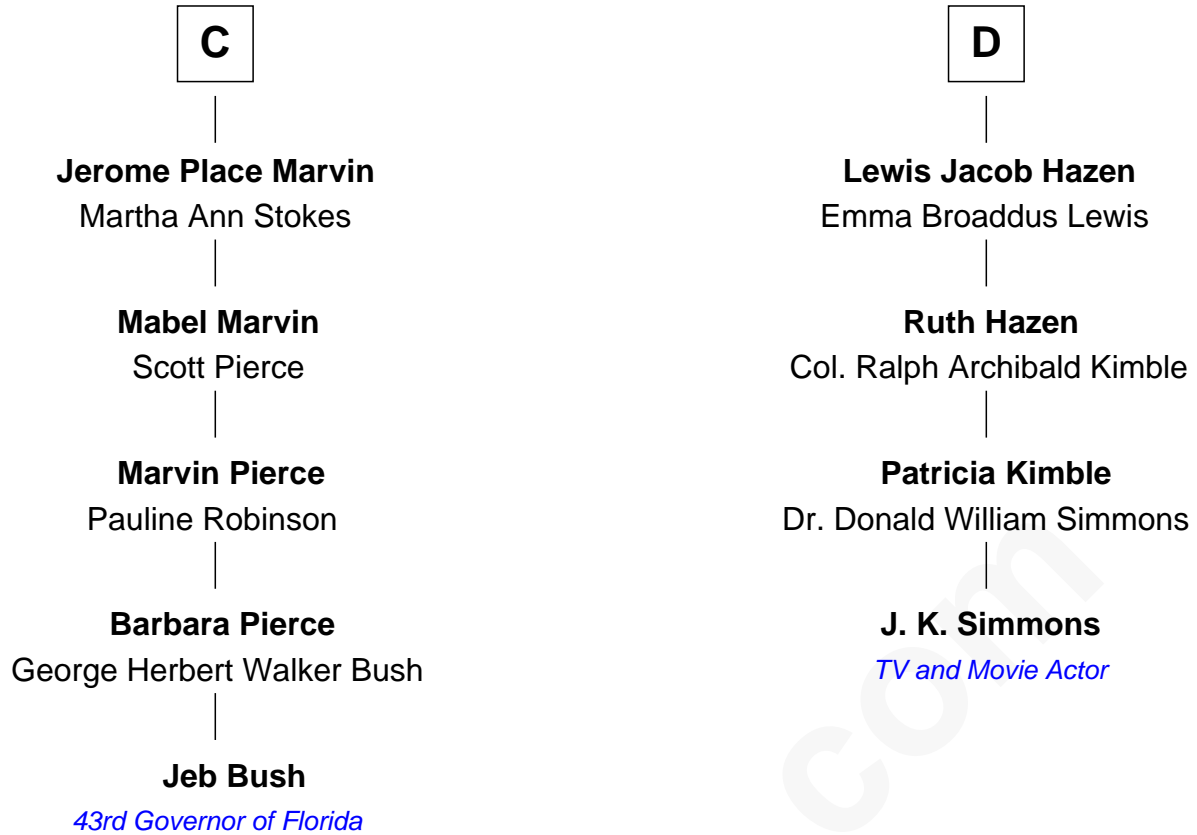 C
Jerome Place Marvin
Martha Ann Stokes
Mabel Marvin
Scott Pierce
Marvin Pierce
Pauline Robinson
Barbara Pierce
George Herbert Walker Bush
Jeb Bush
43rd Governor of Florida
D
Lewis Jacob Hazen
Emma Broaddus Lewis
Ruth Hazen
Col. Ralph Archibald Kimble
Patricia Kimble
Dr. Donald William Simmons
J. K. Simmons
TV and Movie Actor
com